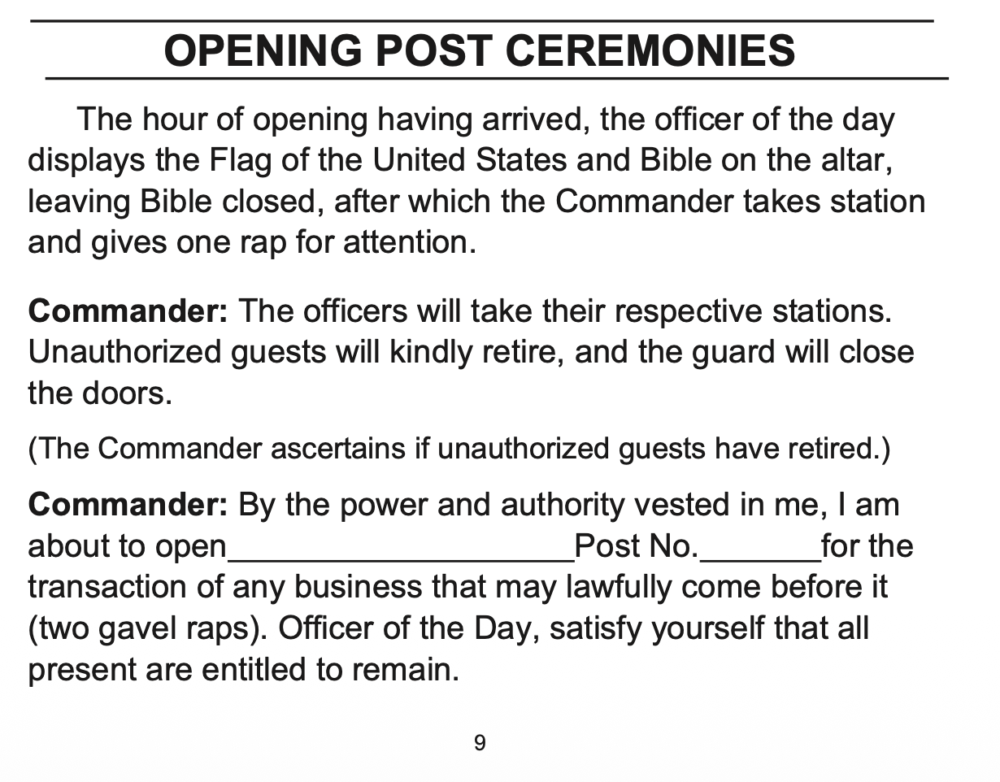 OPENING POST CEREMONIES
The hour of opening having arrived, the officer of the day
displays the Flag of the United States and Bible on the altar,
leaving Bible closed, after which the Commander takes station
and gives one rap for attention.
Commander: The officers will take their respective stations.
Unauthorized guests will kindly retire, and the guard will close
the doors.
(The Commander ascertains if unauthorized guests have retired.)
Commander: By the power and authority vested in me, I am
about to open____________________Post No._______for the
transaction of any business that may lawfully come before it
(two gavel raps). Officer of the Day, satisfy yourself that all
present are entitled to remain.
9